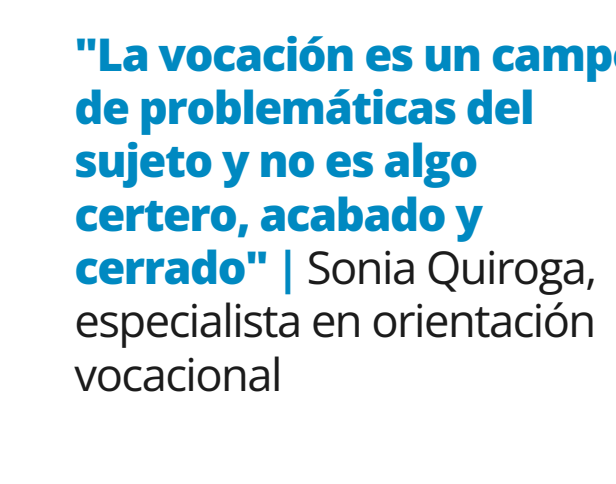 "La vocación es un campo
de problemáticas del
sujeto y no es algo
certero, acabado y
cerrado" | Sonia Quiroga,
especialista en orientación
vocacional